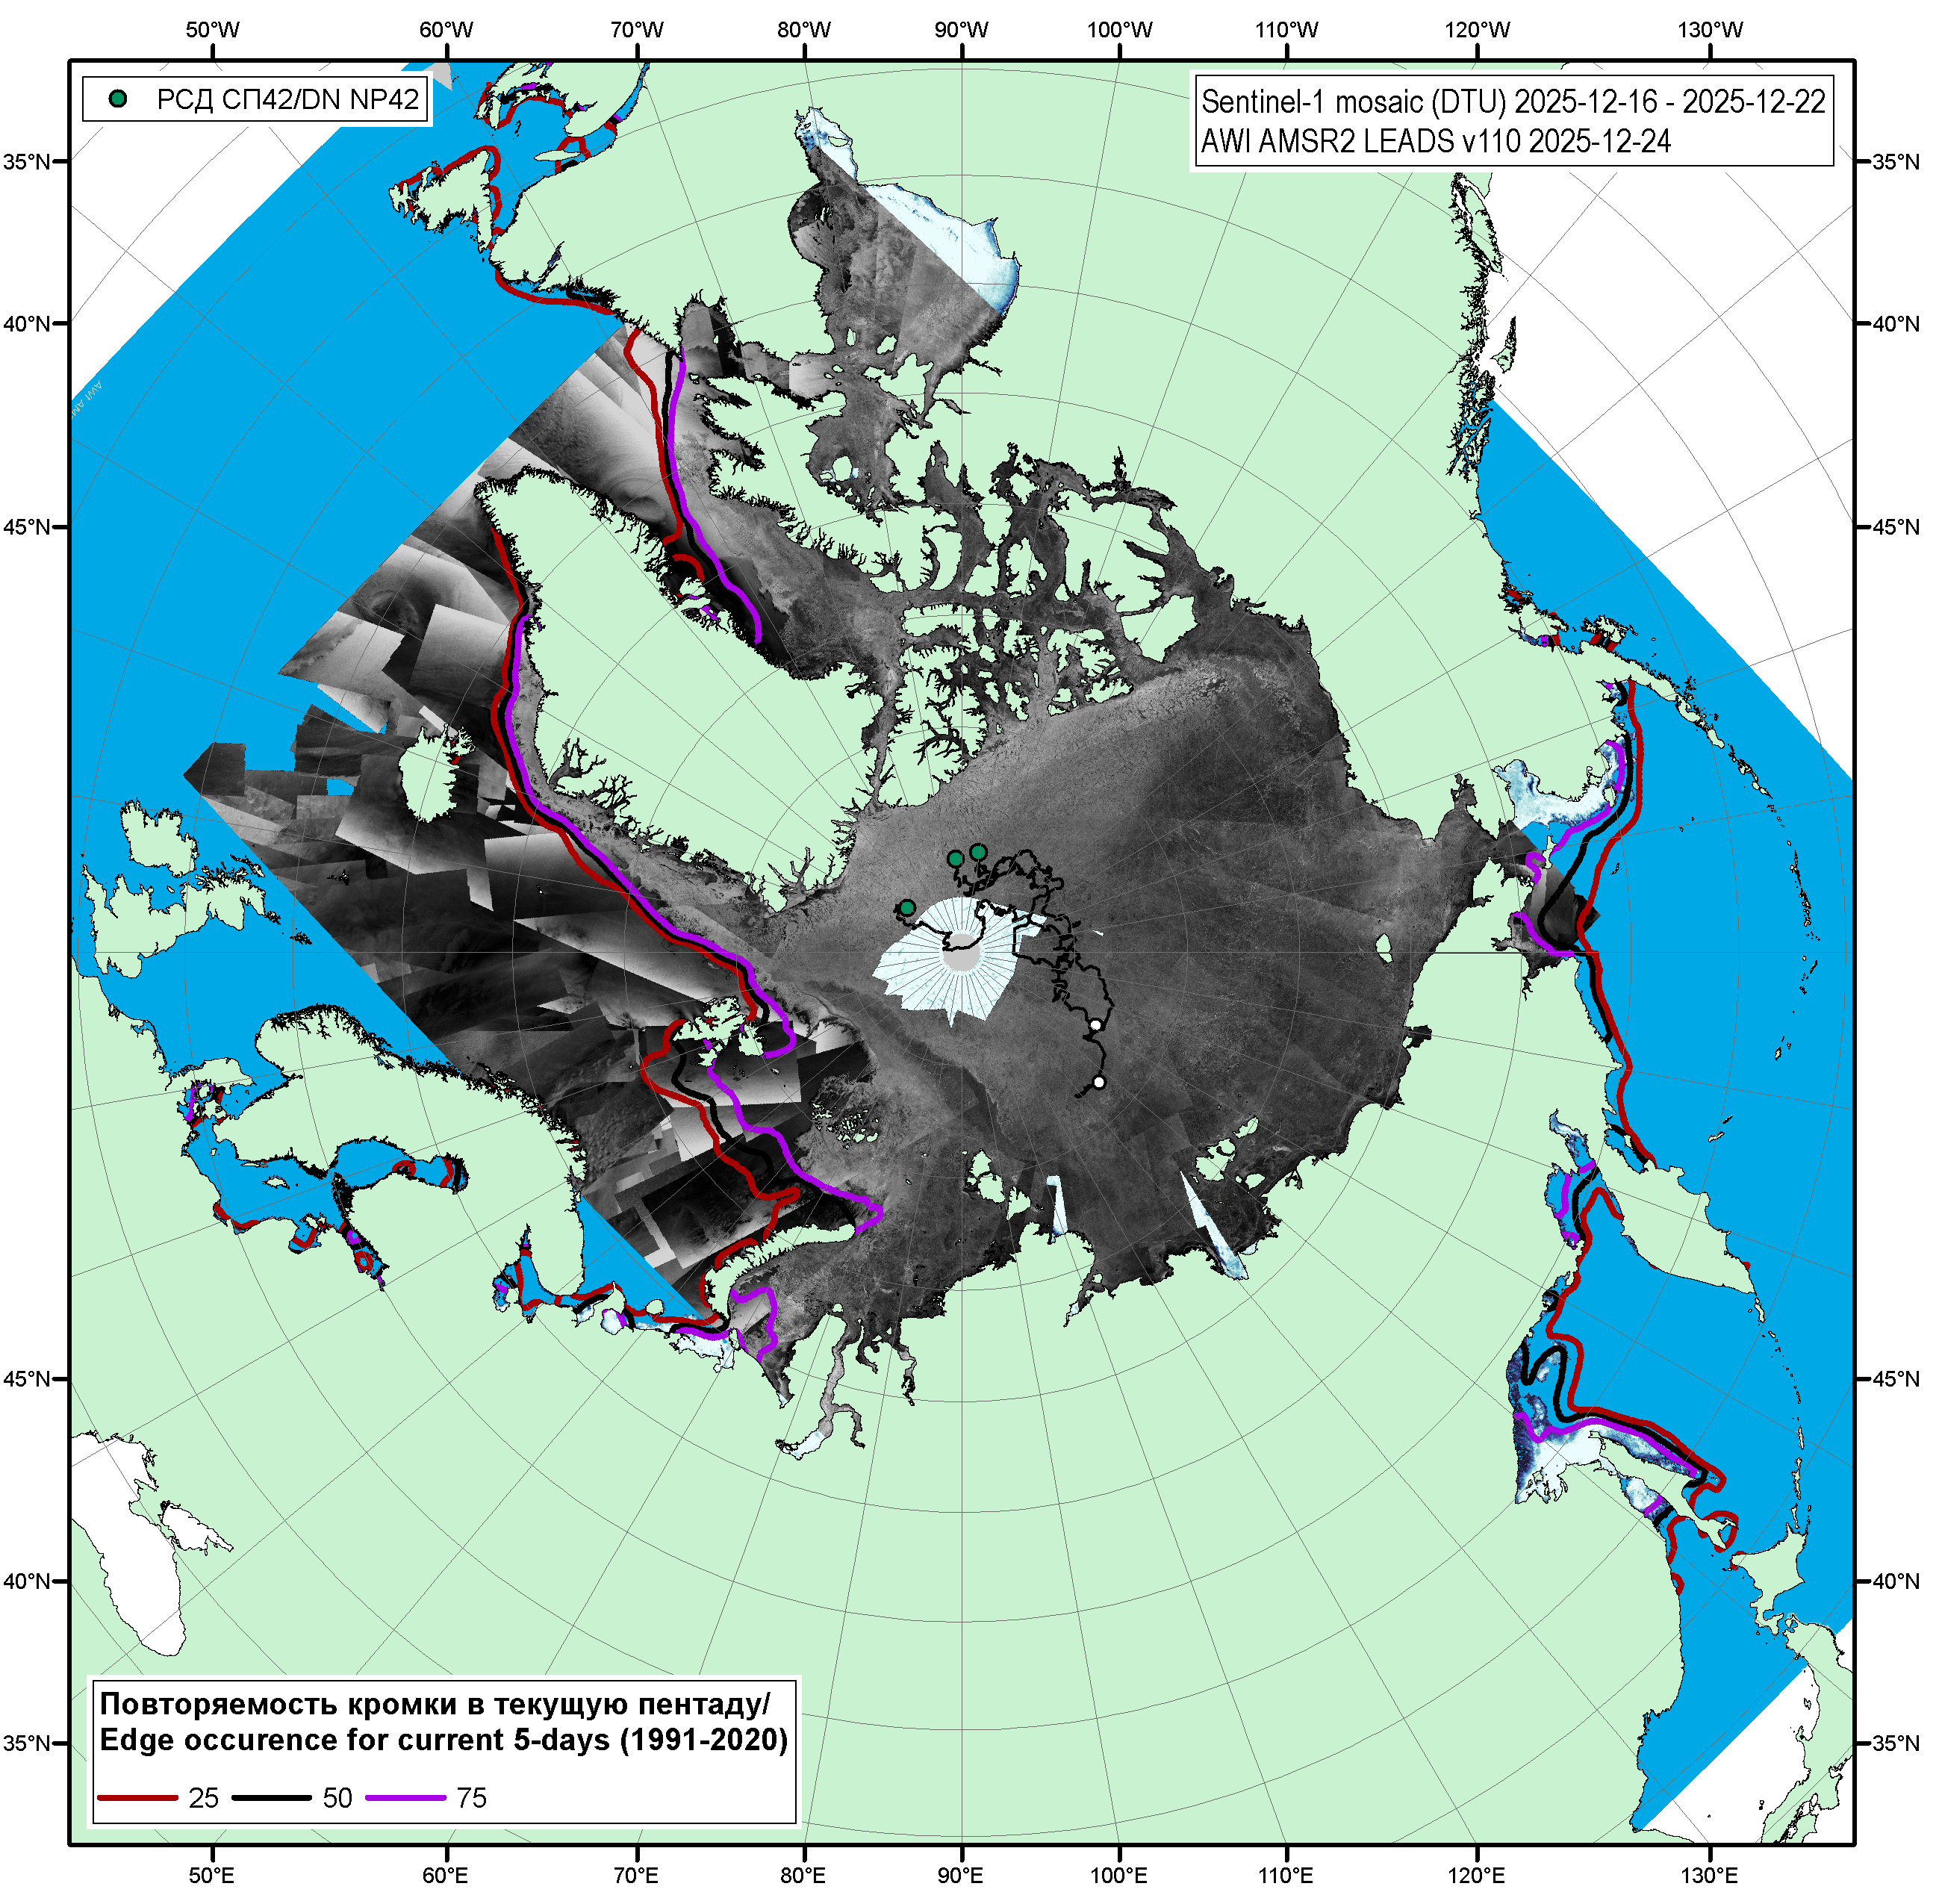 50°W 60°W 70°W 80°W 90°W 100°W 110°W 120°W 130°W
РСД СП42/DN NP42
Sentinel-1 mosaic (DTU) 2025-12-16 - 2025-12-22
AWI AMSR2 LEADS v110 2025-12-24
35°N 35°N
40°N 40°N
AWI AM
45°N 45°N
45°N 45°N
40°N 40°N
35°N 35°N
Повторяемость кромки в текущую пентаду/
Edge occurence for current 5-days (1991-2020)
25 50 75
50°E 60°E 70°E 80°E 90°E 100°E 110°E 120°E 130°E